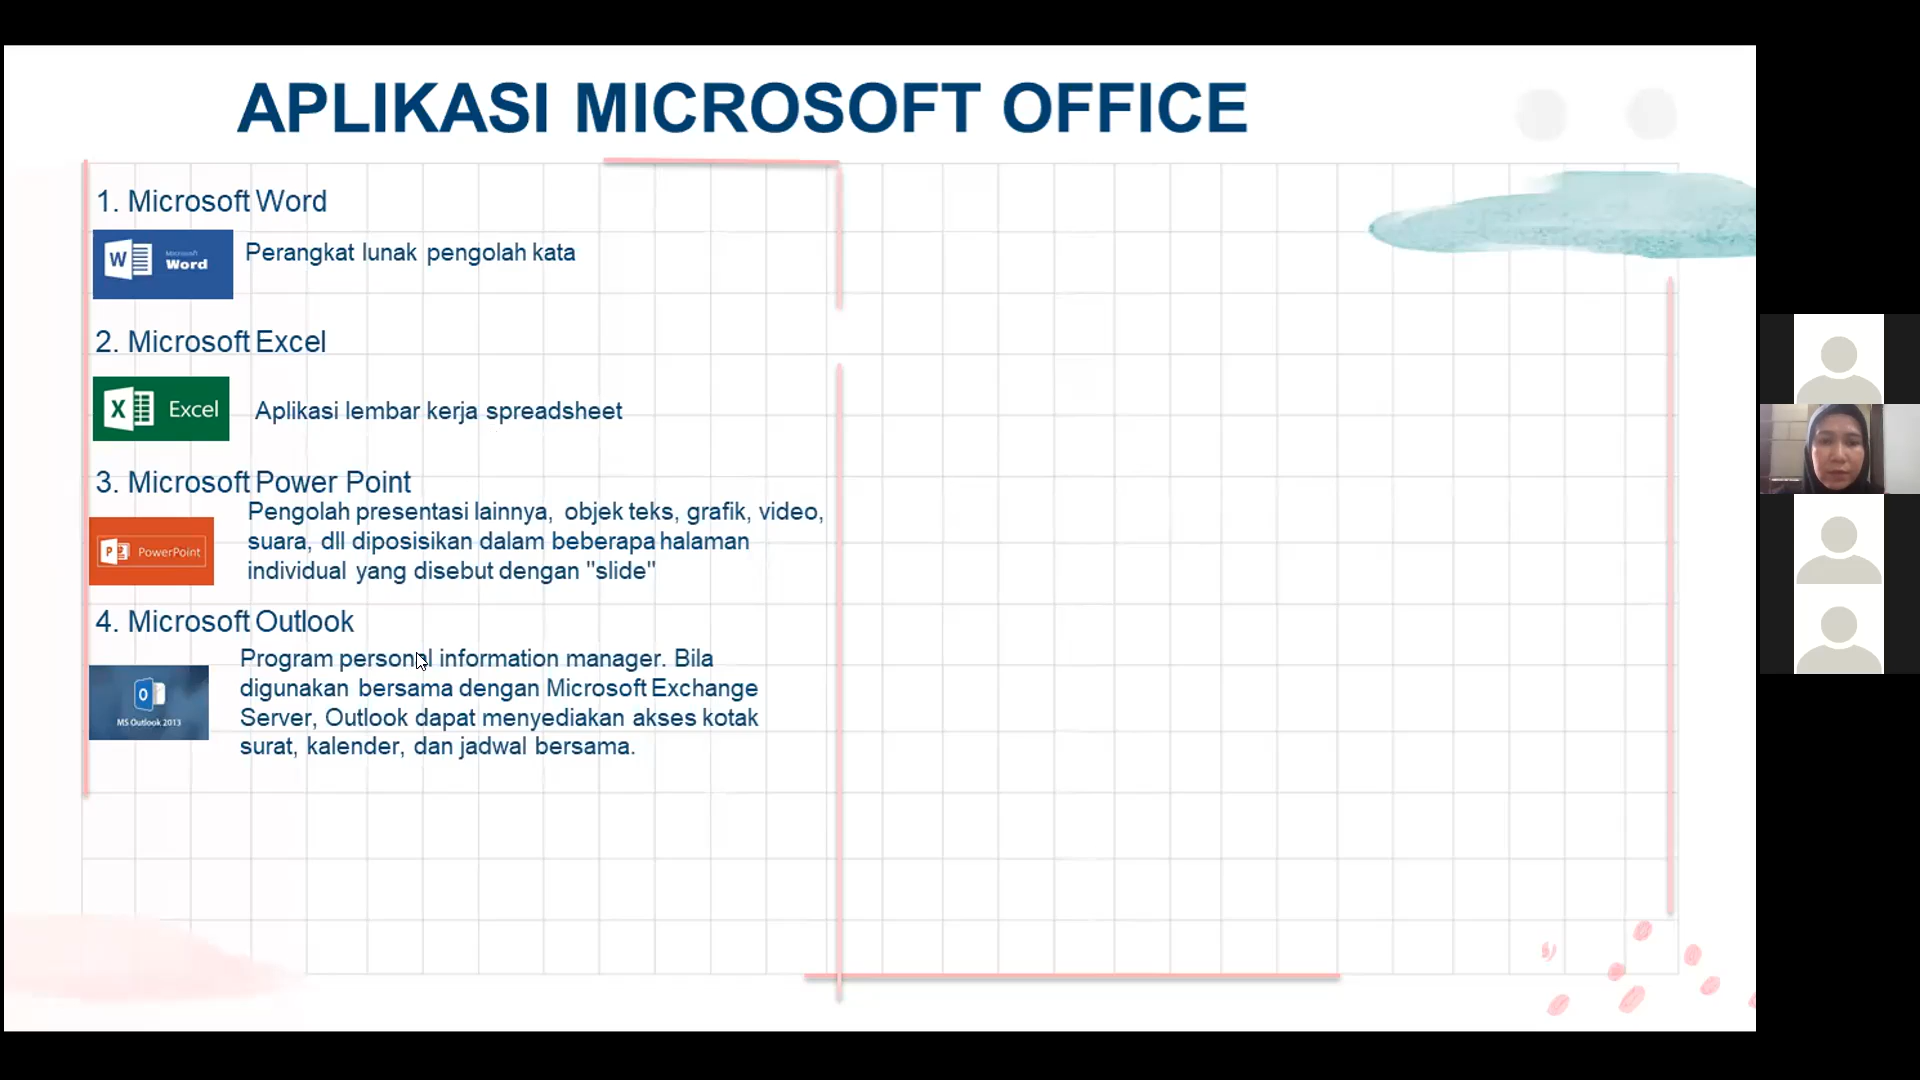 APLIKASI MICROSOFT OFFICE
1. Microsoft Word
W Microsoft
Word
Perangkat lunak pengolah kata
2. Microsoft Excel
X Excel
Aplikasi lembar kerja spreadsheet
3. Microsoft Power Point
Pengolah presentasi lainnya, objek teks, grafik, video,
suara, dll diposisikan dalam beberapa halaman
individual yang disebut dengan "slide"
P PowerPoint
4. Microsoft Outlook
Program personal information manager. Bila
digunakan bersama dengan Microsoft Exchange
Server, Outlook dapat menyediakan akses kotak
surat, kalender, dan jadwal bersama.
O
MS Outlook 2013